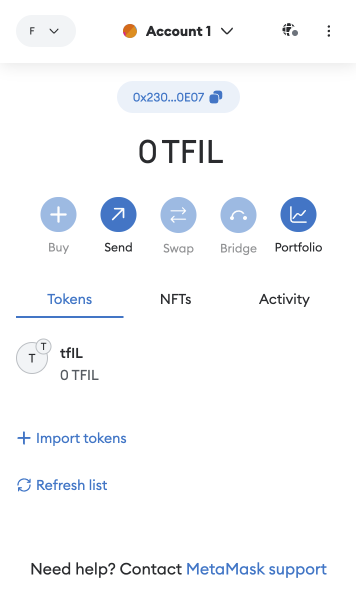 F
Account 1
0x230...0E07
0 TFIL
Buy
Send
Swap
Bridge
Portfolio
Tokens
NFTs
Activity
T
T
tfIL
0 TFIL
Import tokens
Refresh list
Need help? Contact MetaMask support